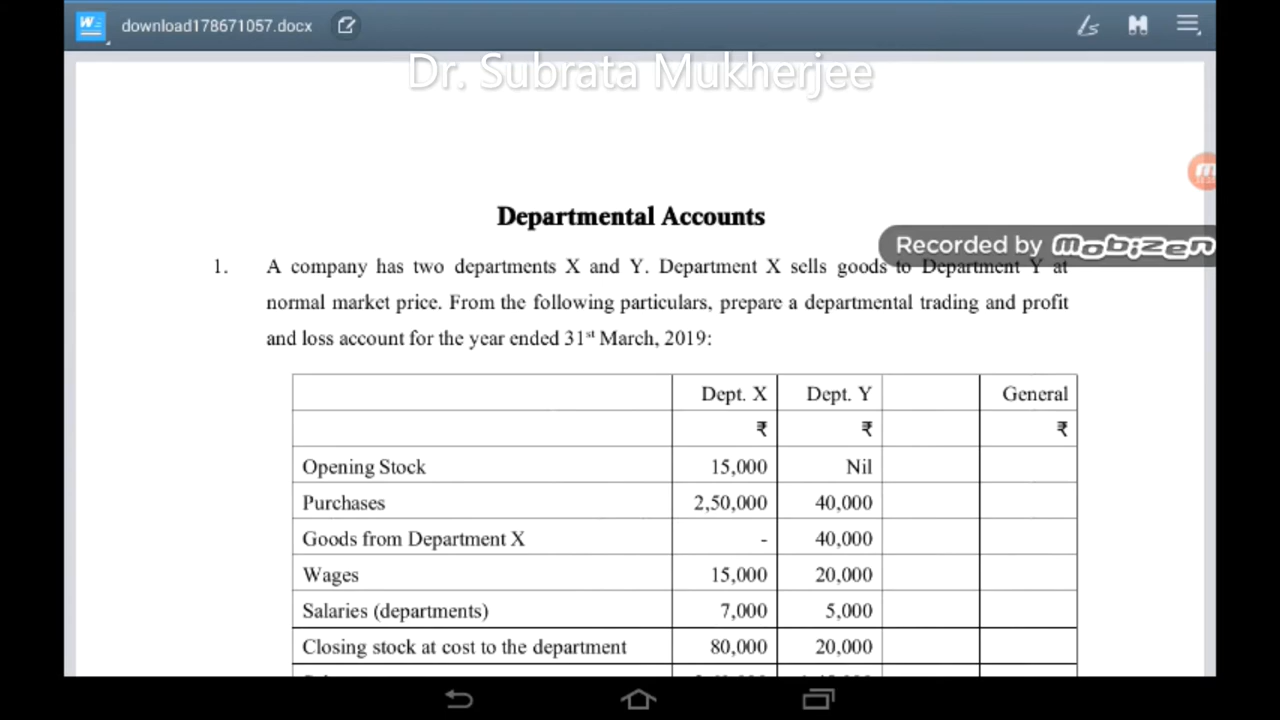 download178671057.docx
Dr. Subrata Mukherjee
Departmental Accounts
Recorded by mobizen
1. A company has two departments X and Y. Department X sells goods to Department Y at
normal market price. From the following particulars, prepare a departmental trading and profit
and loss account for the year ended 31st March, 2019:
Dept. X Dept. Y General
₹ ₹ ₹
Opening Stock 15,000 Nil
Purchases 2,50,000 40,000
Goods from Department X - 40,000
Wages 15,000 20,000
Salaries (departments) 7,000 5,000
Closing stock at cost to the department 80,000 20,000